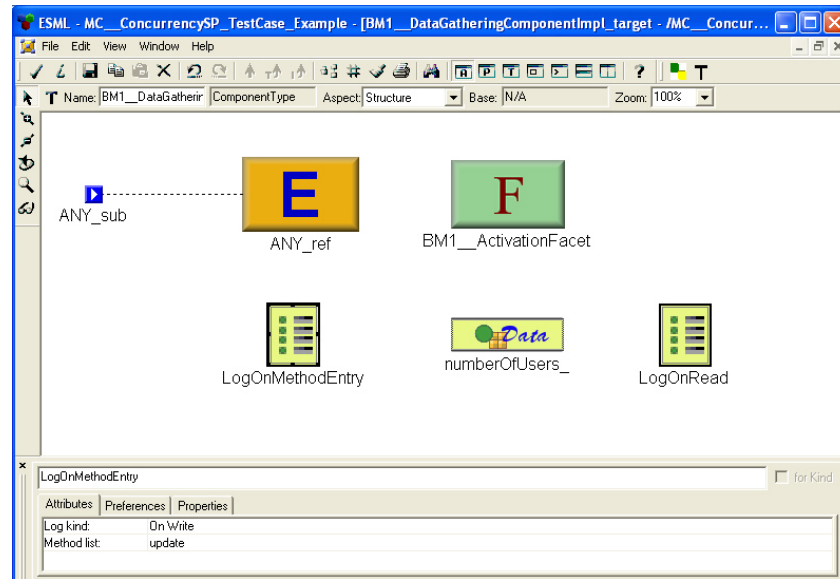 ESML - MC__ConcurrencySP_TestCase_Example - [BM1__DataGatheringComponentImpl_target - /MC__Concur...
File Edit View Window Help
A P T ?
T
T Name: BM1__DataGatherir ComponentType Aspect: Structure Base: N/A Zoom: 100%
E
F
ANY_sub
ANY_ref
BM1__ActivationFacet
Data
LogOnMethodEntry
numberOfUsers_
LogOnRead
LogOnMethodEntry for Kind
Attributes Preferences Properties
Log kind: On Write
Method list: update